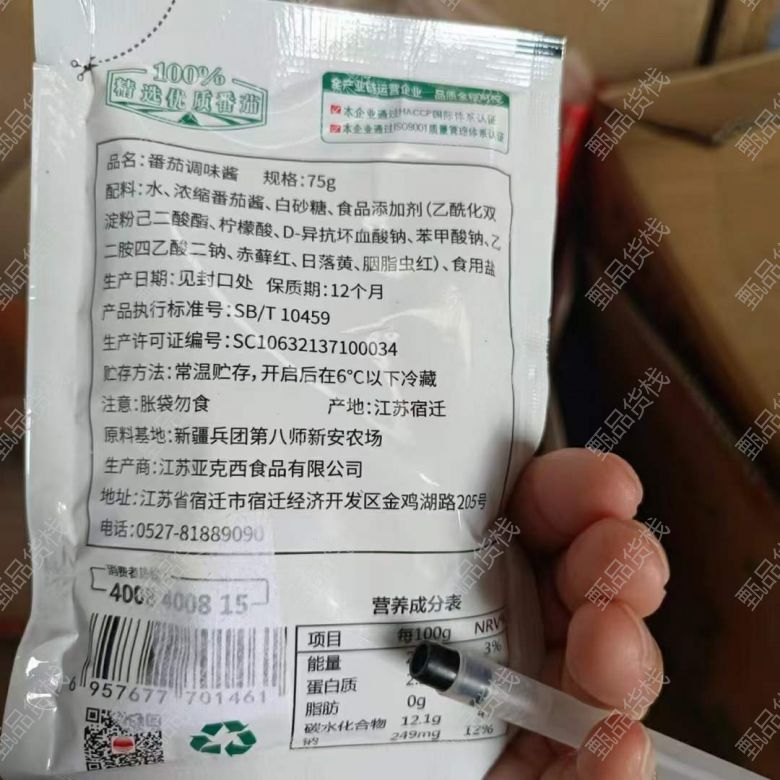 100%
精选优质番茄
全产业链运营企业 品质全程可控
本企业通过HACCP国际体系认证
本企业通过ISO9001质量管理体系认证
品名:番茄调味酱 规格:75g
配料:水、浓缩番茄酱、白砂糖、食品添加剂(乙酰化双
淀粉己二酸酯、柠檬酸、D-异抗坏血酸钠、苯甲酸钠、乙
二胺四乙酸二钠、赤藓红、日落黄、胭脂虫红)、食用盐
生产日期:见封口处 保质期:12个月
产品执行标准号:SB/T 10459
生产许可证编号:SC10632137100034
贮存方法:常温贮存,开启后在6℃以下冷藏
注意:胀袋勿食 产地:江苏宿迁
原料基地:新疆兵团第八师新安农场
生产商:江苏亚克西食品有限公司
地址:江苏省宿迁市宿迁经济开发区金鸡湖路205号
电话:0527-81889090
消费者热线
4008 4008 15
营养成分表
项目 每100g NRV%
能量 3%
蛋白质
脂肪 0g
碳水化合物 12.1g
钠 249mg 12%
6 957677 701461
甄品货栈